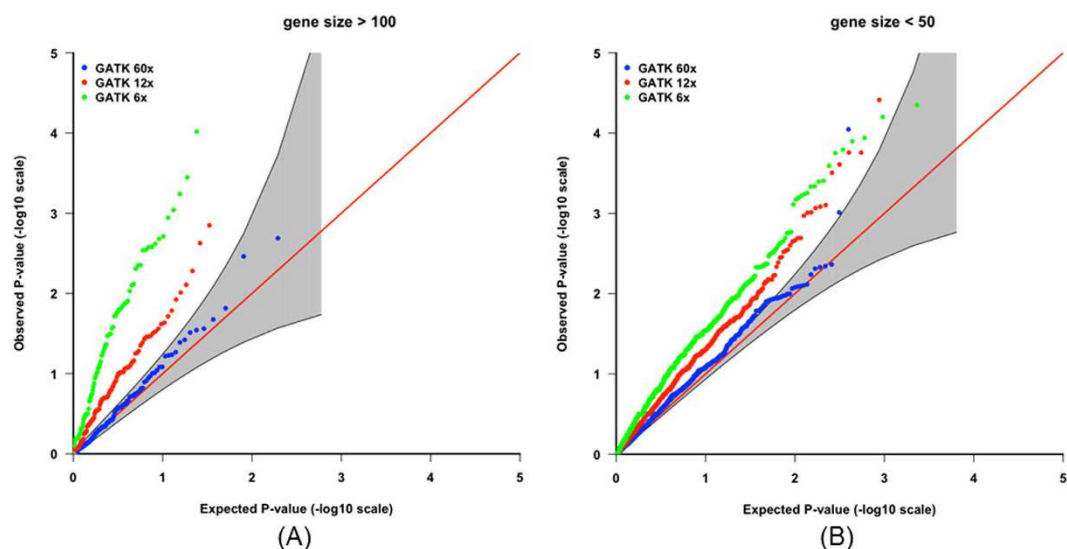 gene size > 100
5
4
3
2
1
0
Observed P-value (-log10 scale)
GATK 60x
GATK 12x
GATK 6x
0 1 2 3 4 5
Expected P-value (-log10 scale)
(A)
gene size < 50
5
4
3
2
1
0
Observed P-value (-log10 scale)
GATK 60x
GATK 12x
GATK 6x
0 1 2 3 4 5
Expected P-value (-log10 scale)
(B)